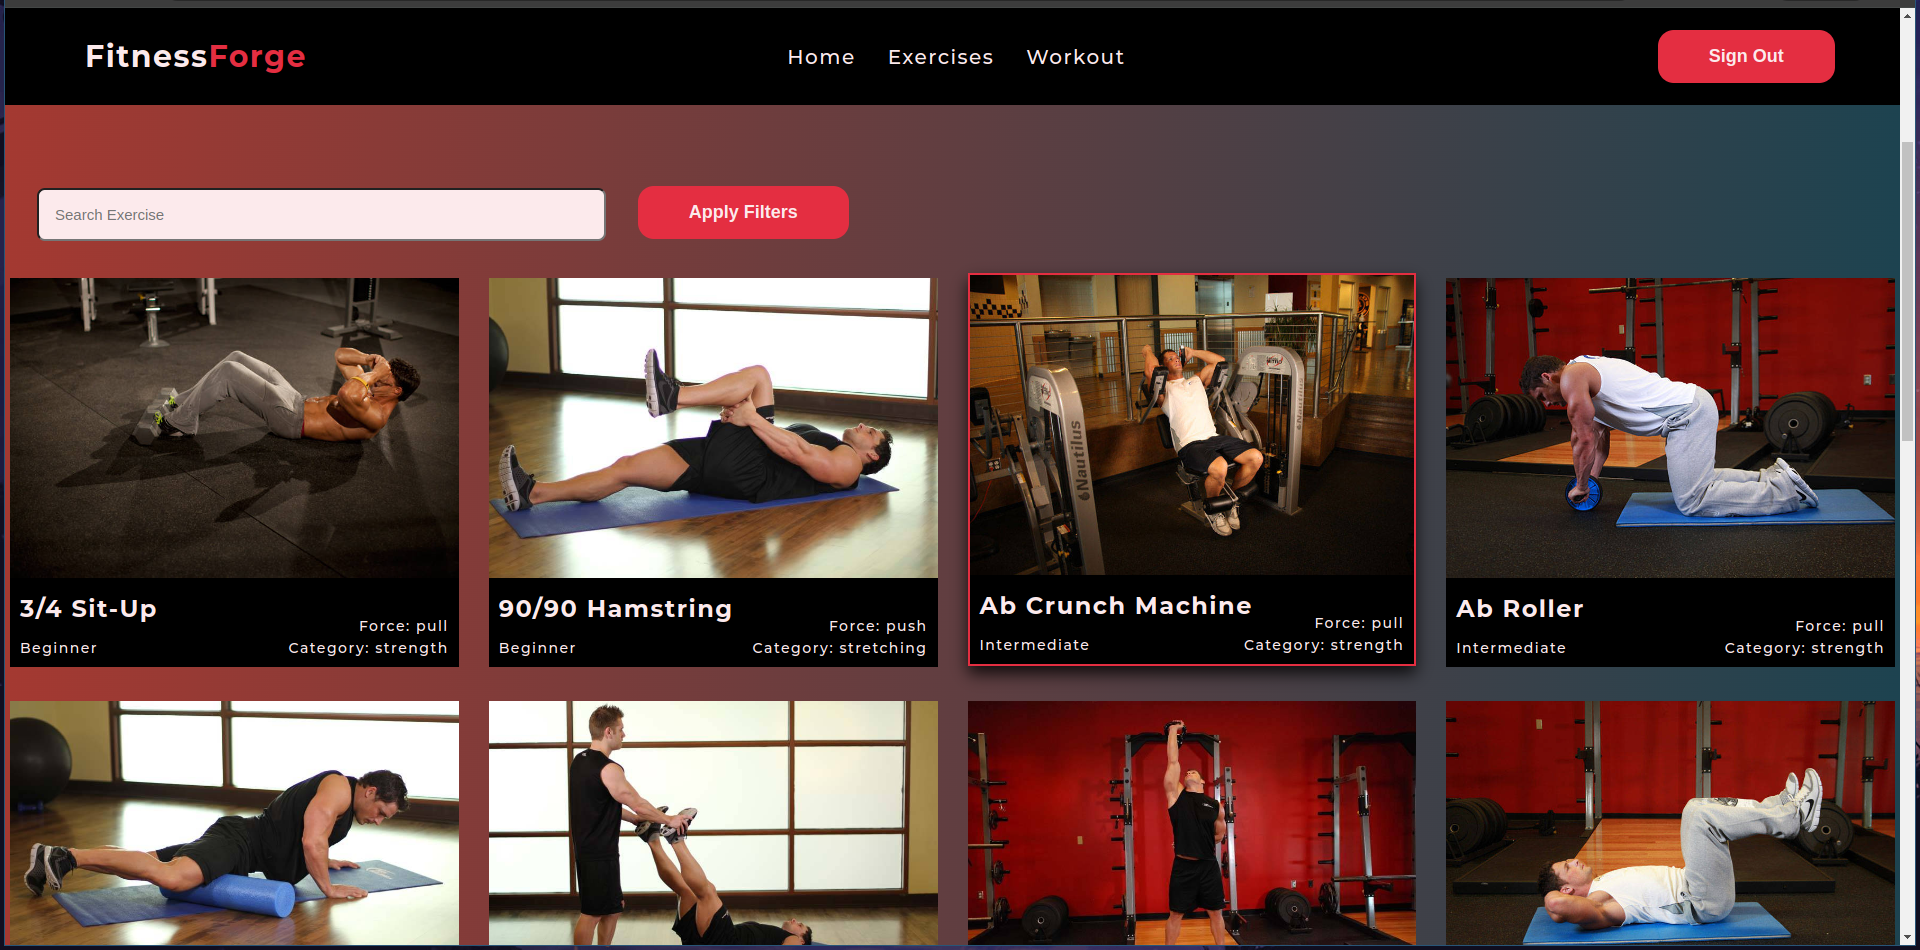 FitnessForge
Home
Exercises
Workout
Sign Out
Search Exercise
Apply Filters
Nautilus
3/4 Sit-Up
Force: pull
Beginner
Category: strength
90/90 Hamstring
Force: push
Beginner
Category: stretching
Ab Crunch Machine
Force: pull
Intermediate
Category: strength
Ab Roller
Force: pull
Intermediate
Category: strength